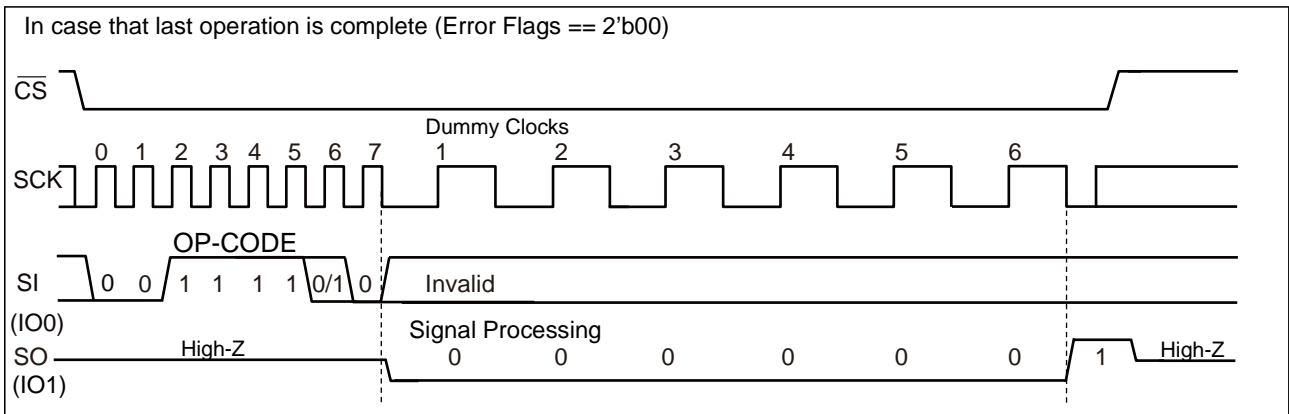 In case that last operation is complete (Error Flags == 2'b00)
CS
Dummy Clocks
0 1 2 3 4 5 6 7 1 2 3 4 5 6
SCK
OP-CODE
SI 0 0 1 1 1 1 0/1 0 Invalid
(IO0)
Signal Processing
SO High-Z 0 0 0 0 0 0 1 High-Z
(IO1)